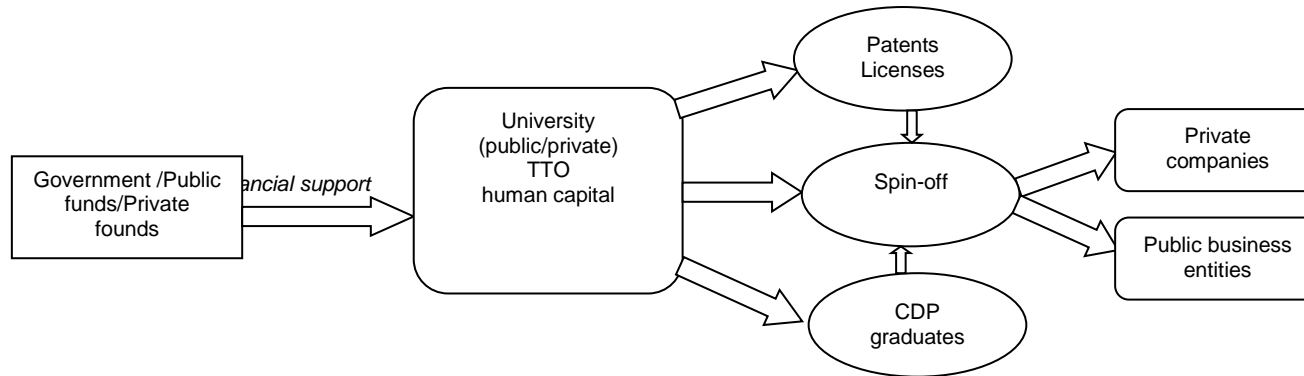 Government /Public
funds/Private
founds
ancial support
University
(public/private)
TTO
human capital
Patents
Licenses
Spin-off
CDP
graduates
Private
companies
Public business
entities